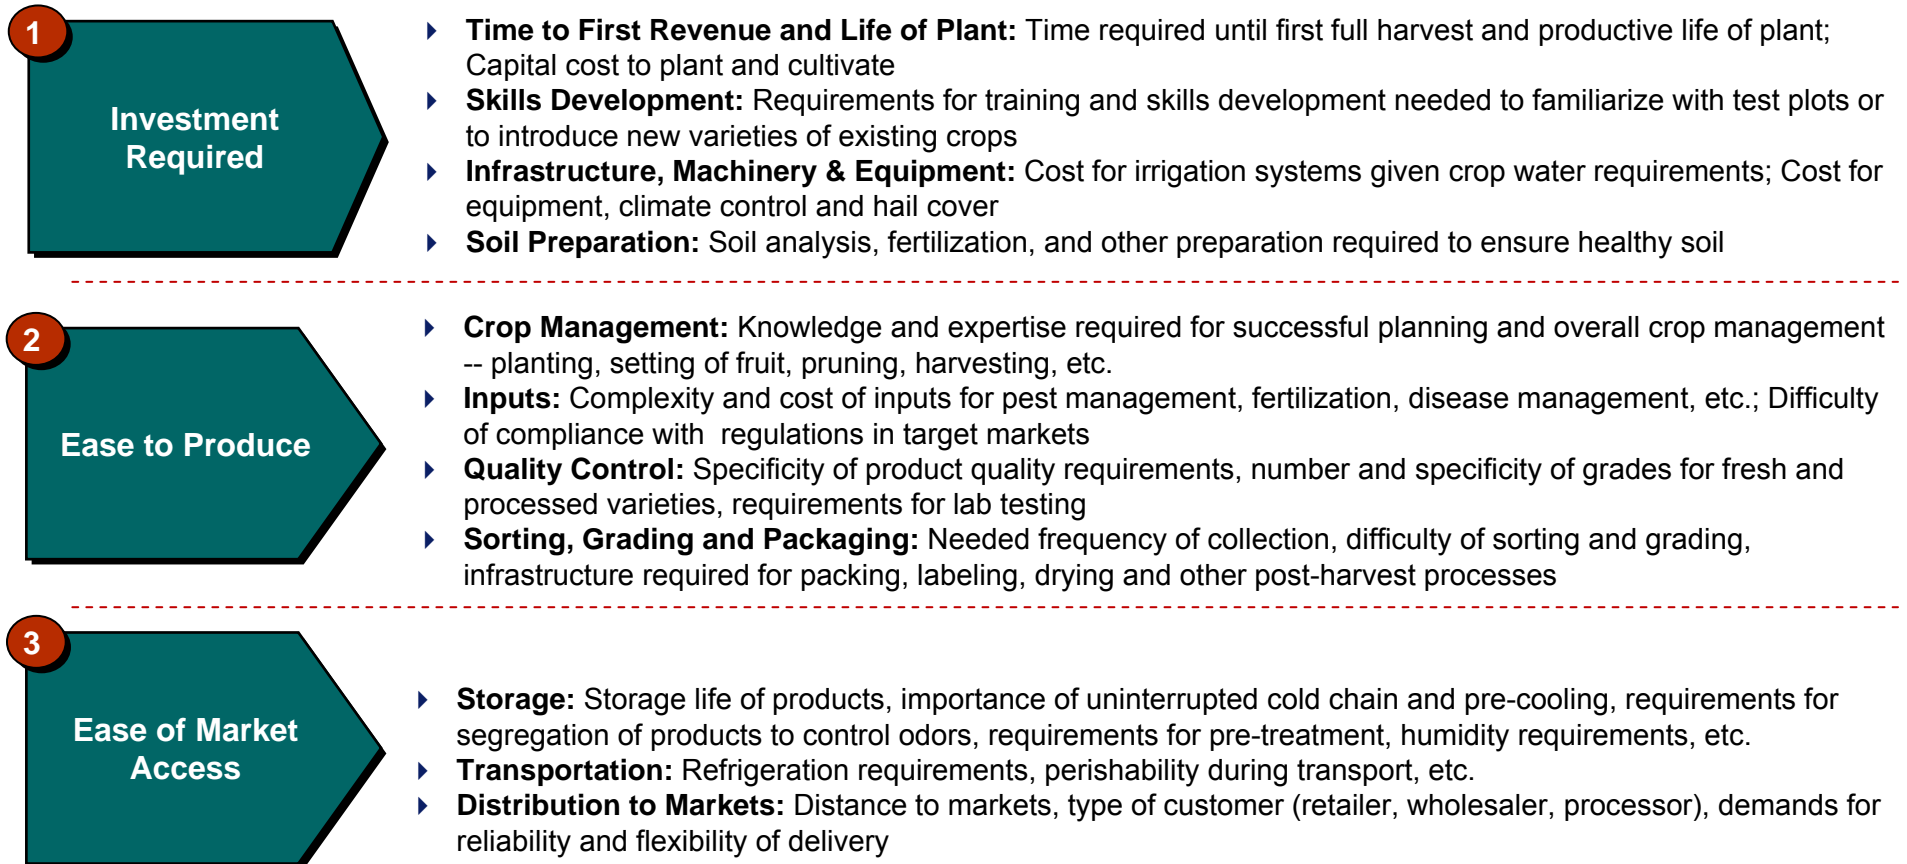 1
Investment
Required
Time to First Revenue and Life of Plant: Time required until first full harvest and productive life of plant;
Capital cost to plant and cultivate
Skills Development: Requirements for training and skills development needed to familiarize with test plots or
to introduce new varieties of existing crops
Infrastructure, Machinery & Equipment: Cost for irrigation systems given crop water requirements; Cost for
equipment, climate control and hail cover
Soil Preparation: Soil analysis, fertilization, and other preparation required to ensure healthy soil
2
Ease to Produce
Crop Management: Knowledge and expertise required for successful planning and overall crop management
-- planting, setting of fruit, pruning, harvesting, etc.
Inputs: Complexity and cost of inputs for pest management, fertilization, disease management, etc.; Difficulty
of compliance with  regulations in target markets
Quality Control: Specificity of product quality requirements, number and specificity of grades for fresh and
processed varieties, requirements for lab testing
Sorting, Grading and Packaging: Needed frequency of collection, difficulty of sorting and grading,
infrastructure required for packing, labeling, drying and other post-harvest processes
3
Ease of Market
Access
Storage: Storage life of products, importance of uninterrupted cold chain and pre-cooling, requirements for
segregation of products to control odors, requirements for pre-treatment, humidity requirements, etc.
Transportation: Refrigeration requirements, perishability during transport, etc.
Distribution to Markets: Distance to markets, type of customer (retailer, wholesaler, processor), demands for
reliability and flexibility of delivery